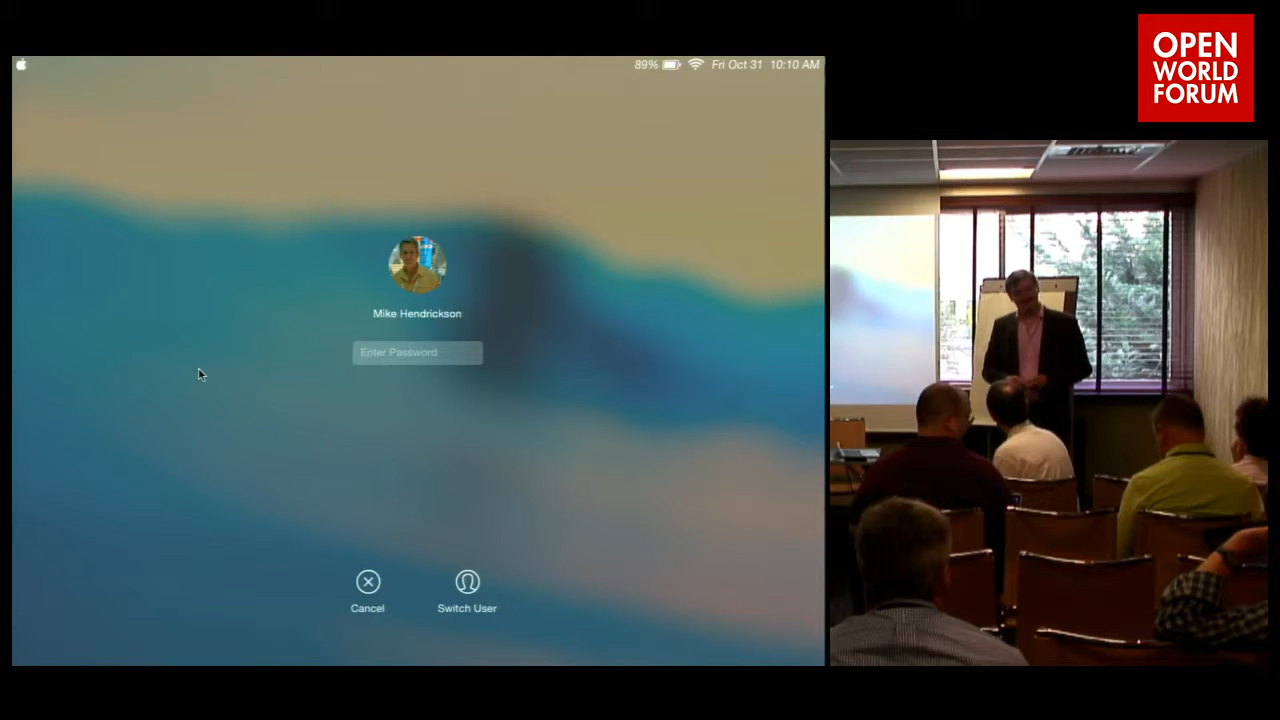 OPEN
WORLD
FORUM
89% Fri Oct 31 10:10 AM
Mike Hendrickson
Enter Password
Cancel
Switch User